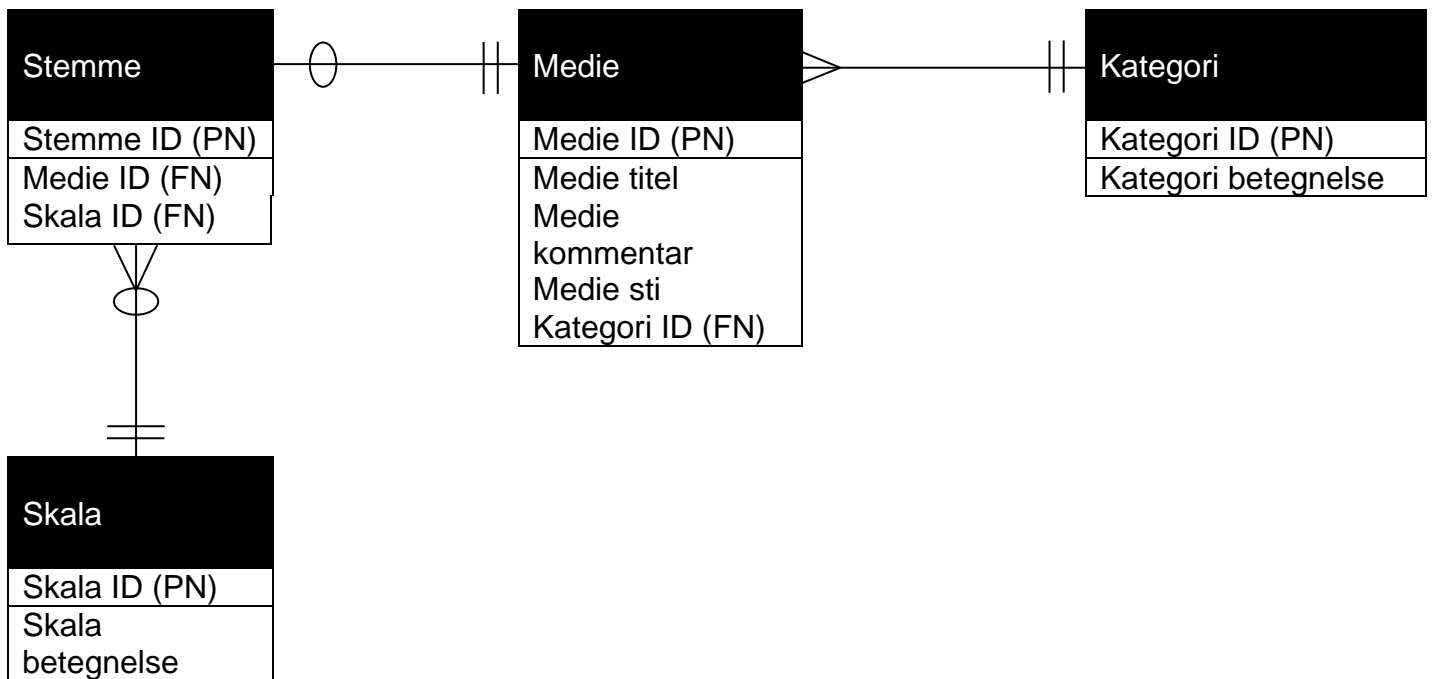 Stemme
Stemme ID (PN)
Medie ID (FN)
Skala ID (FN)
Medie
Medie ID (PN)
Medie titel
Medie
kommentar
Medie sti
Kategori ID (FN)
Kategori
Kategori ID (PN)
Kategori betegnelse
Skala
Skala ID (PN)
Skala
betegnelse